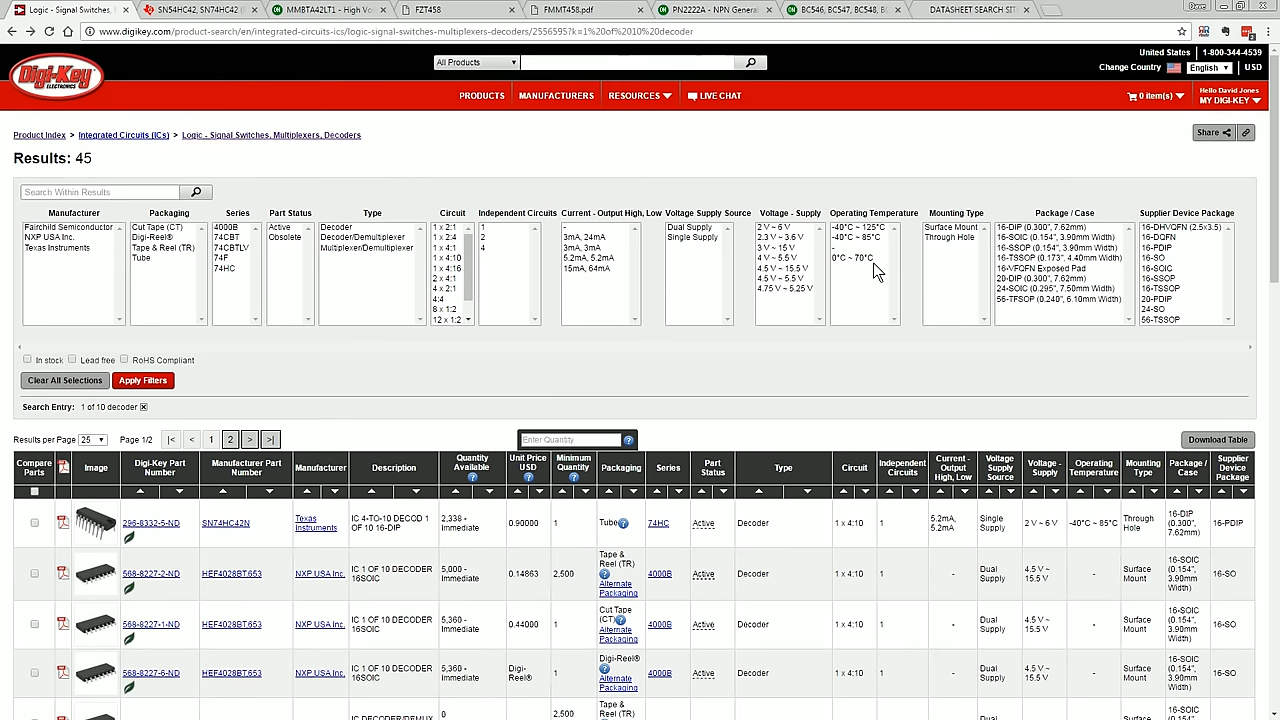 Logic - Signal Switches, M
SN54HC42, SN74HC42 (
MMBTA42LT1 - High Vo
FZT458
FMMT458.pdf
PN2222A - NPN Genera
BC546, BC547, BC548, B
DATASHEET SEARCH SIT
Dave
www.digikey.com/product-search/en/integrated-circuits-ics/logic-signal-switches-multiplexers-decoders/2556595?k=1%20of%2010%20decoder
Digi-Key
ELECTRONICS
All Products
United States | 1-800-344-4539
Change Country English USD
PRODUCTS MANUFACTURERS RESOURCES LIVE CHAT
0 item(s)
Hello David Jones
MY DIGI-KEY
Product Index > Integrated Circuits (ICs) > Logic - Signal Switches, Multiplexers, Decoders
Share
Results: 45
Search Within Results
Manufacturer
Fairchild Semiconductor
NXP USA Inc.
Texas Instruments
Packaging
Cut Tape (CT)
Digi-Reel®
Tape & Reel (TR)
Tube
Series
4000B
74CBT
74CBTLV
74F
74HC
Part Status
Active
Obsolete
Type
Decoder
Decoder/Demultiplexer
Multiplexer/Demultiplexer
Circuit
1 x 2:1
1 x 2:4
1 x 4:1
1 x 4:10
1 x 4:16
2 x 4:1
4 x 2:1
4:4
8 x 1:2
12 x 1:2
Independent Circuits
1
2
4
Current - Output High, Low
-
3mA, 24mA
3mA, 3mA
5.2mA, 5.2mA
15mA, 64mA
Voltage Supply Source
Dual Supply
Single Supply
Voltage - Supply
2 V ~ 6 V
2.3 V ~ 3.6 V
3 V ~ 15 V
4 V ~ 5.5 V
4.5 V ~ 15.5 V
4.5 V ~ 5.5 V
4.75 V ~ 5.25 V
Operating Temperature
-40°C ~ 125°C
-40°C ~ 85°C
-
0°C ~ 70°C
Mounting Type
Surface Mount
Through Hole
Package / Case
16-DIP (0.300", 7.62mm)
16-SOIC (0.154", 3.90mm Width)
16-SSOP (0.154", 3.90mm Width)
16-TSSOP (0.173", 4.40mm Width)
16-VFQFN Exposed Pad
20-DIP (0.300", 7.62mm)
24-SOIC (0.295", 7.50mm Width)
56-TFSOP (0.240", 6.10mm Width)
Supplier Device Package
16-DHVQFN (2.5x3.5)
16-PDIP
16-SO
16-SOIC
16-SSOP
16-TSSOP
20-PDIP
24-SO
56-TSSOP
In stock Lead free RoHS Compliant
Clear All Selections Apply Filters
Search Entry: 1 of 10 decoder
Results per Page 25 Page 1/2 |< < 1 2 > >|
Enter Quantity
Download Table
Compare Parts Image Digi-Key Part Number Manufacturer Part Number Manufacturer Description Quantity Available Unit Price USD Minimum Quantity Packaging Series Part Status Type Circuit Independent Circuits Current - Output High, Low Voltage Supply Source Voltage - Supply Operating Temperature Mounting Type Package / Case Supplier Device Package
296-8332-5-ND SN74HC42N Texas Instruments IC 4-TO-10 DECOD 1 OF 10 16-DIP 2,338 - Immediate 0.90000 1 Tube 74HC Active Decoder 1 x 4:10 1 5.2mA, 5.2mA Single Supply 2 V ~ 6 V -40°C ~ 85°C Through Hole 16-DIP (0.300", 7.62mm) 16-PDIP
568-8227-2-ND HEF4028BT.653 NXP USA Inc. IC 1 OF 10 DECODER 16SOIC 5,000 - Immediate 0.14863 2,500 Tape & Reel (TR) Alternate Packaging 4000B Active Decoder 1 x 4:10 1 - Dual Supply 4.5 V ~ 15.5 V - Surface Mount 16-SOIC (0.154", 3.90mm Width) 16-SO
568-8227-1-ND HEF4028BT.653 NXP USA Inc. IC 1 OF 10 DECODER 16SOIC 5,360 - Immediate 0.44000 1 Cut Tape (CT) Alternate Packaging 4000B Active Decoder 1 x 4:10 1 - Dual Supply 4.5 V ~ 15.5 V - Surface Mount 16-SOIC (0.154", 3.90mm Width) 16-SO
568-8227-6-ND HEF4028BT.653 NXP USA Inc. IC 1 OF 10 DECODER 16SOIC 5,360 - Immediate Digi-Reel® 1 Digi-Reel® Alternate Packaging 4000B Active Decoder 1 x 4:10 1 - Dual Supply 4.5 V ~ 15.5 V - Surface Mount 16-SOIC (0.154", 3.90mm Width) 16-SO
IC DECODER/DEMUX 0 2,500 Tape & Reel (TR) Dual Surface 16-SOIC (0.154",